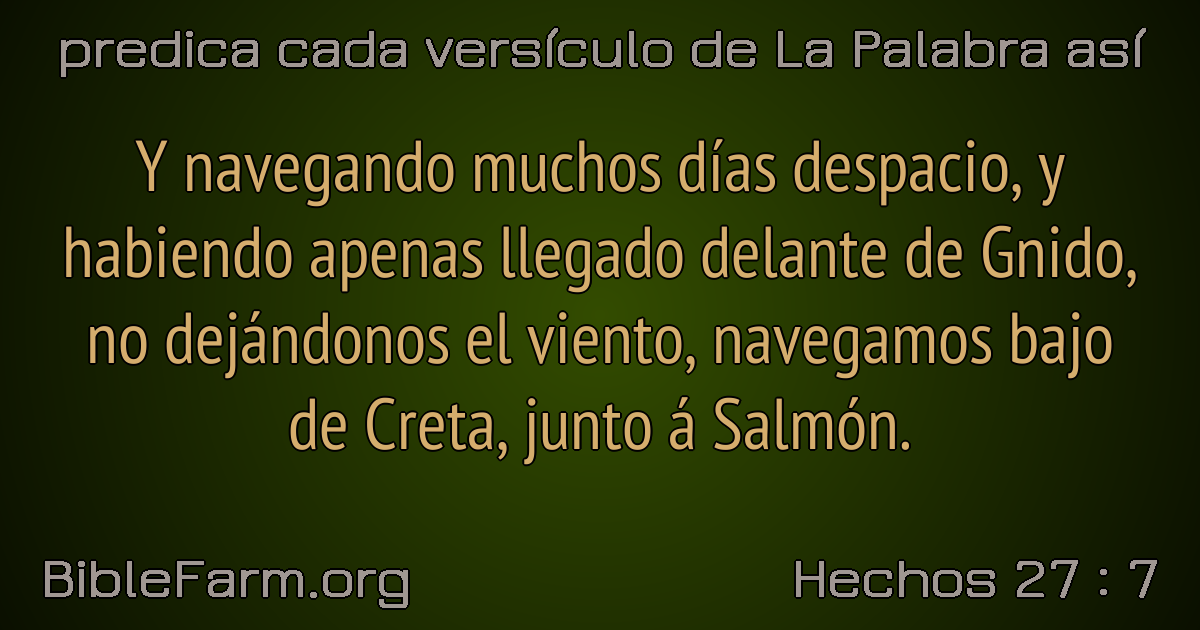 predica cada versículo de La Palabra así
Y navegando muchos días despacio, y
habiendo apenas llegado delante de Gnido,
no dejándonos el viento, navegamos bajo
de Creta, junto á Salmón.
BibleFarm.org
Hechos 27 : 7